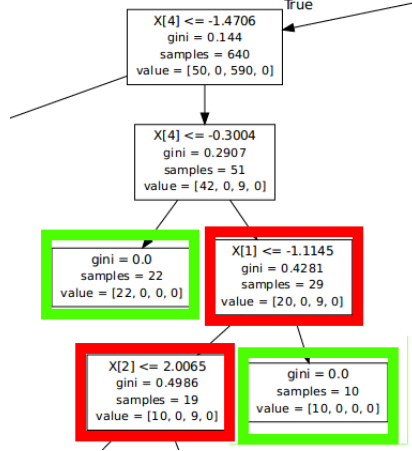 True
X[4] <= -1.4706
gini = 0.144
samples = 640
value = [50, 0, 590, 0]
X[4] <= -0.3004
gini = 0.2907
samples = 51
value = [42, 0, 9, 0]
gini = 0.0
samples = 22
value = [22, 0, 0, 0]
X[1] <= -1.1145
gini = 0.4281
samples = 29
value = [20, 0, 9, 0]
X[2] <= 2.0065
gini = 0.4986
samples = 19
value = [10, 0, 9, 0]
gini = 0.0
samples = 10
value = [10, 0, 0, 0]